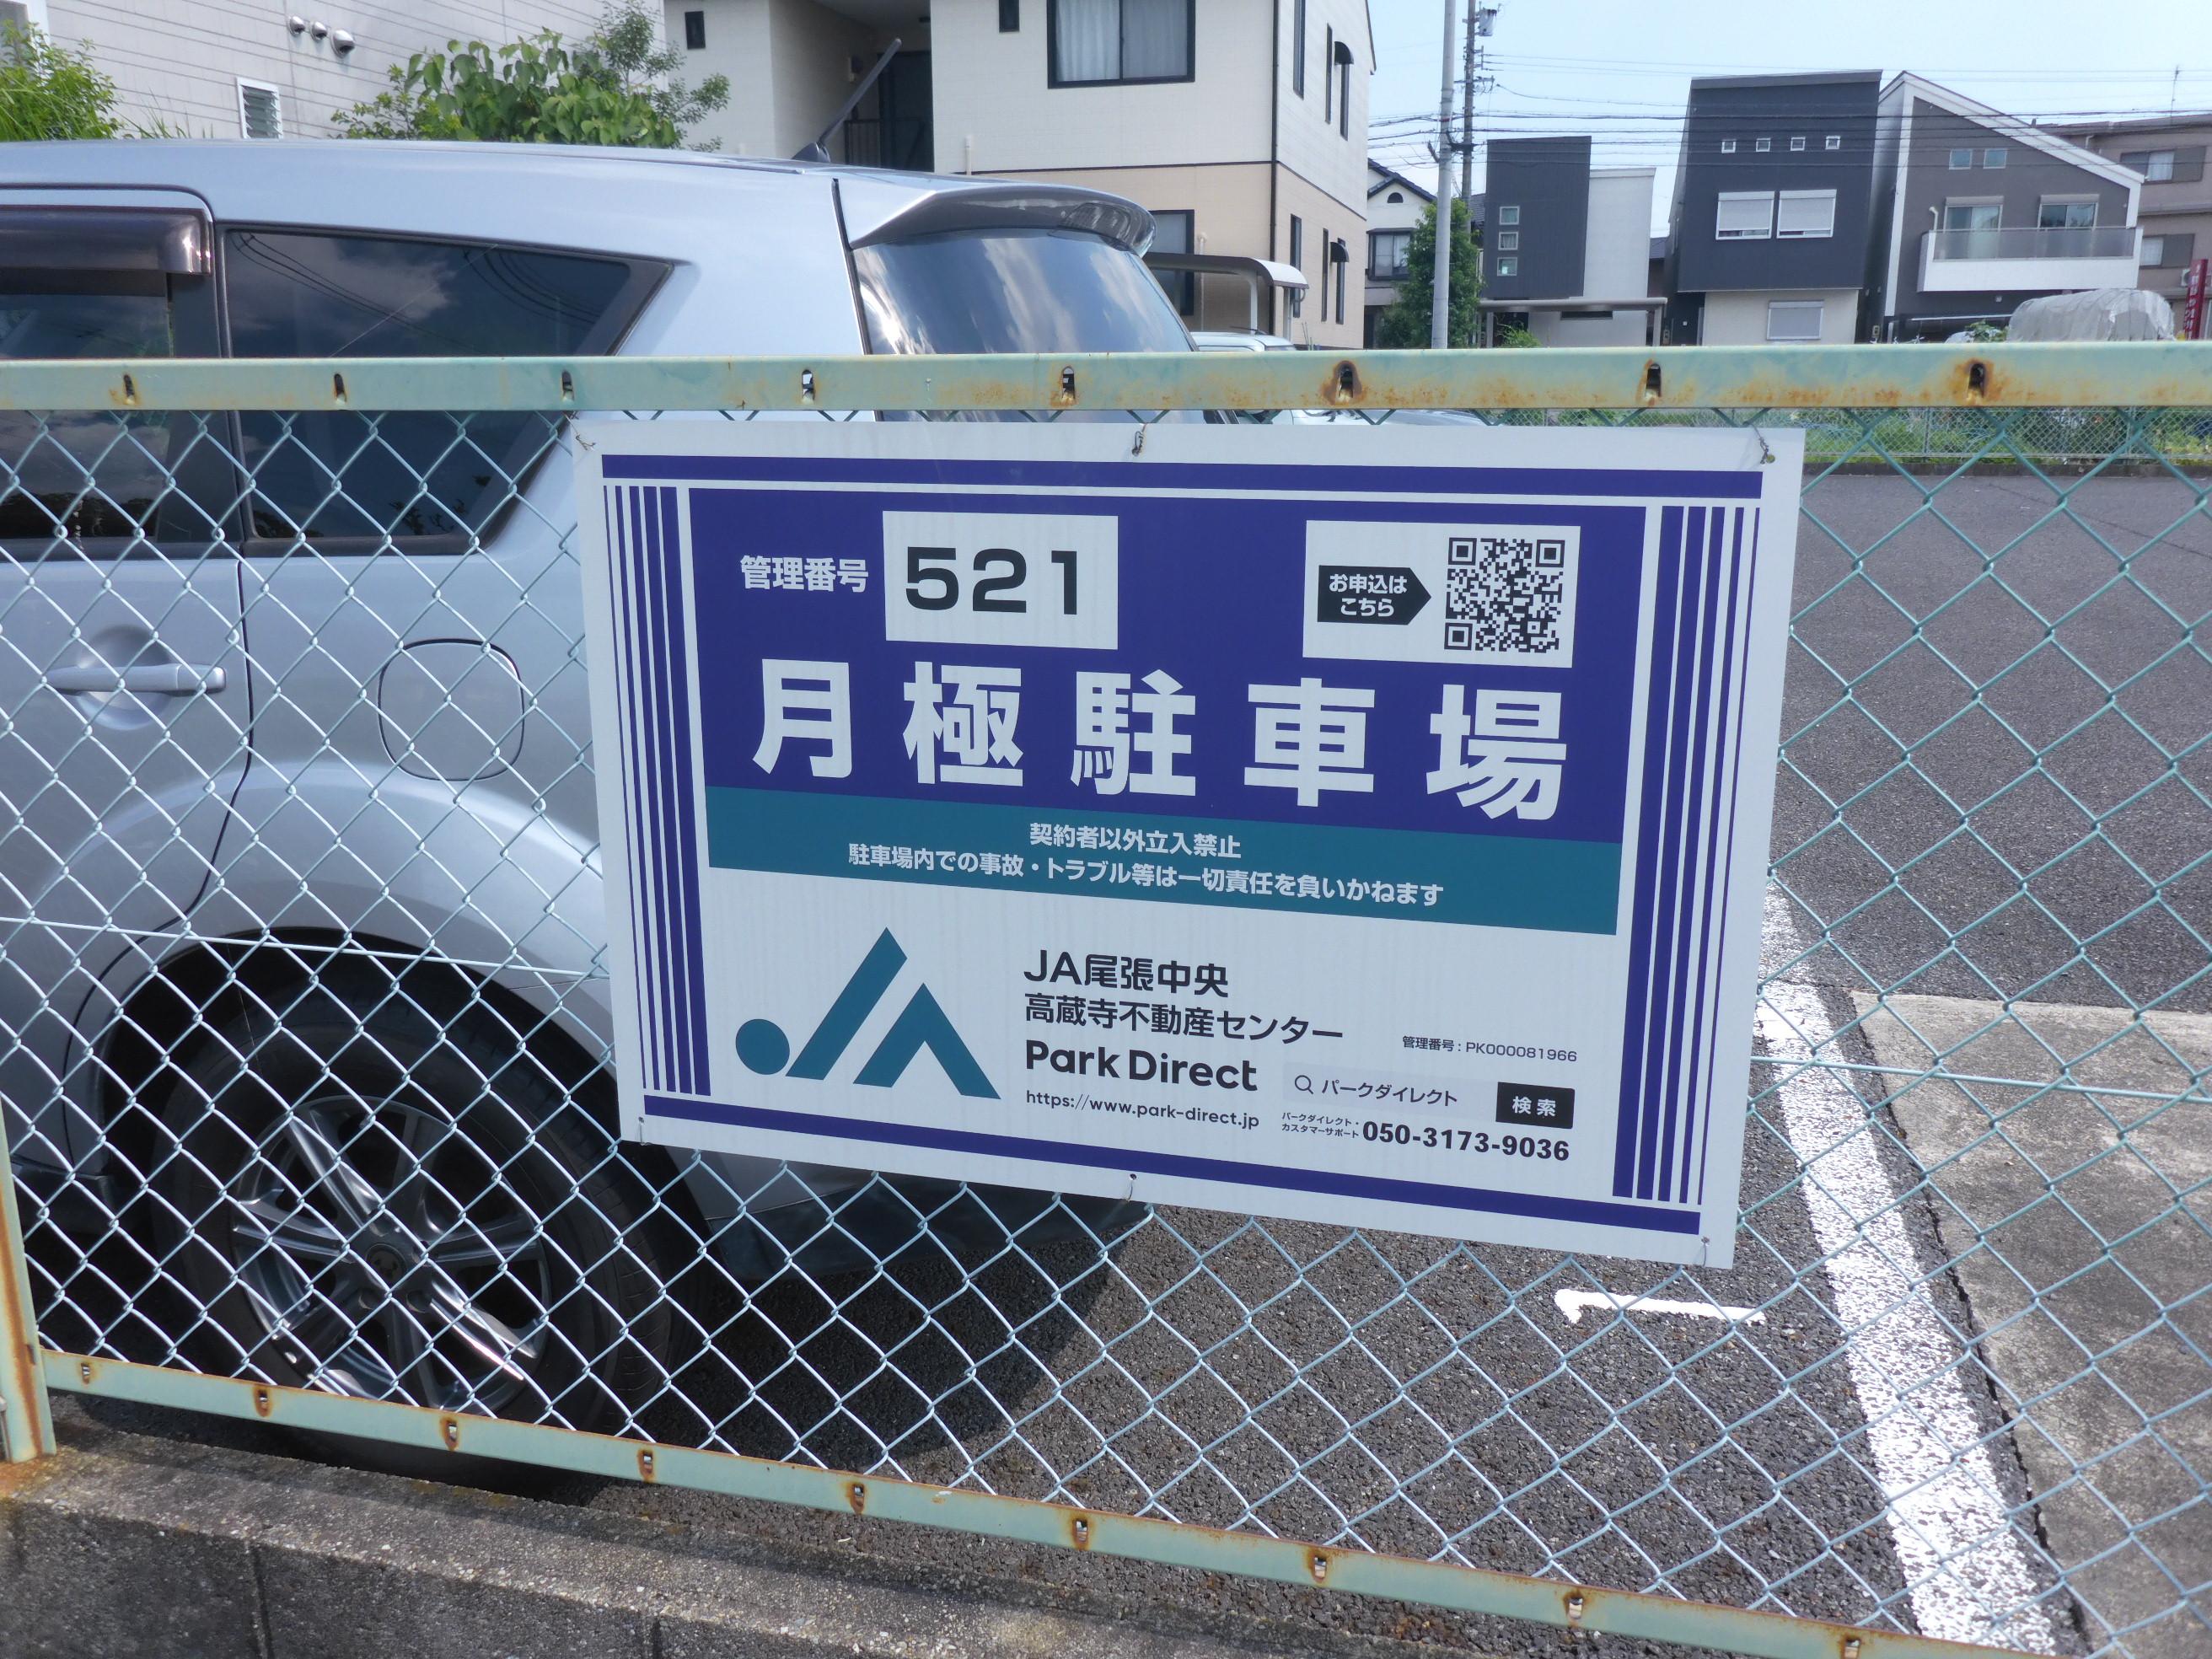 管理番号 521
お申込は
こちら
月極駐車場
契約者以外立入禁止
駐車場内での事故・トラブル等は一切責任を負いかねます
JA
JA尾張中央
高蔵寺不動産センター
管理番号：PK000081966
Park Direct
パークダイレクト 検索
https://www.park-direct.jp
パークダイレクト・
カスタマーサポート 050-3173-9036